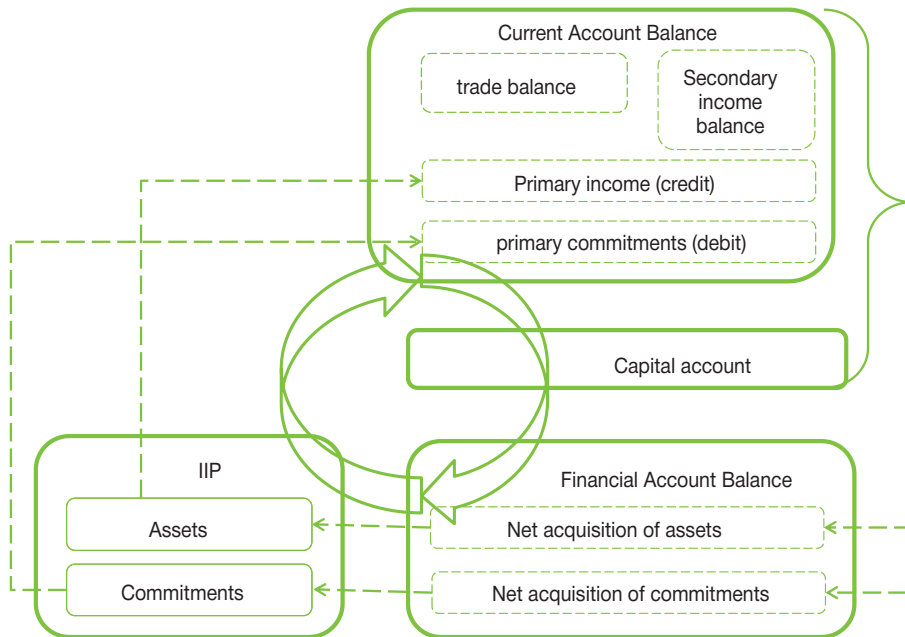 Current Account Balance
trade balance
Secondary
income
balance
Primary income (credit)
primary commitments (debit)
Capital account
IIP
Assets
Commitments
Financial Account Balance
Net acquisition of assets
Net acquisition of commitments